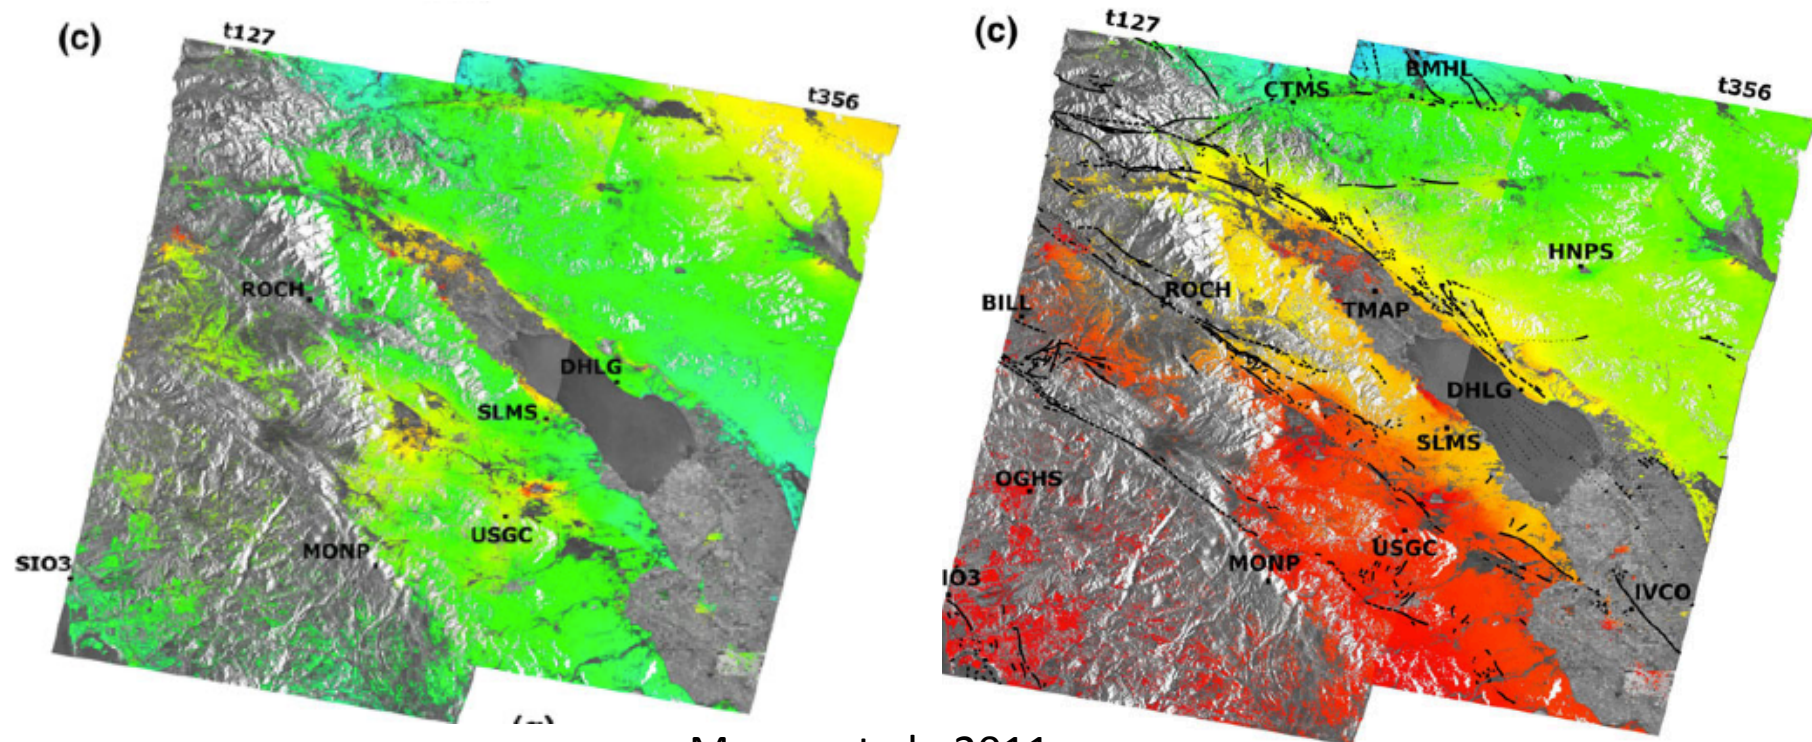 (c)
t127
t356
ROCH
DHLG
SLMS
USGC
MONP
SIO3
(c)
t127
BMHL
CTMS
t356
HNPS
ROCH
BILL
TMAP
DHLG
SLMS
OGHS
USGC
MONP
IO3
IVCO
2011